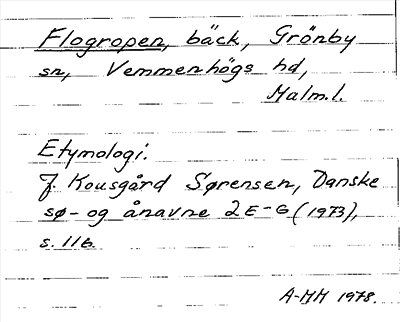 Flogropen, bäck, Grönby
sn, Vemmenhögs hd,
Malm.l.
Etymologi.
J. Kousgård Sørensen, Danske
sø- og ånavne 2 E-G (1973),
s. 116.
A-MH 1978.